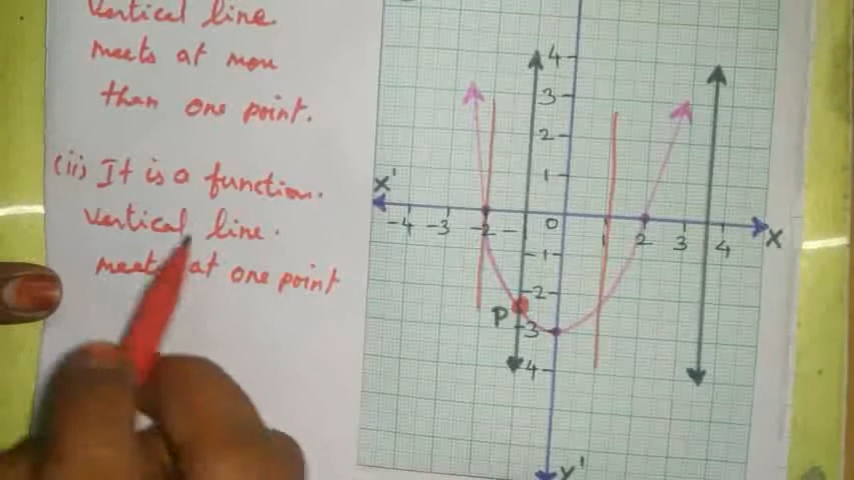 Vertical line
meets at more
than one point.
(ii) It is a function.
Vertical line.
meets at one point
4
3
2
1
X'
-4 -3 -2 - 0 1 2 3 4 X
-1
-2
P
-3
-4
Y'